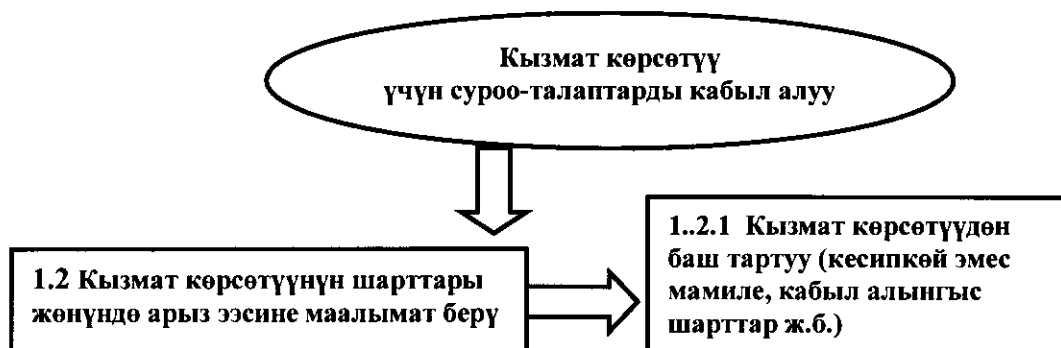 Кызмат көрсөтүү
үчүн суроо-талаптарды кабыл алуу
1.2 Кызмат көрсөтүүнүн шарттары
жөнүндө арыз ээсине маалымат берү
1..2.1 Кызмат көрсөтүүдөн
баш тартуу (кесипкөй эмес
мамиле, кабыл алынгыс
шарттар ж.б.)